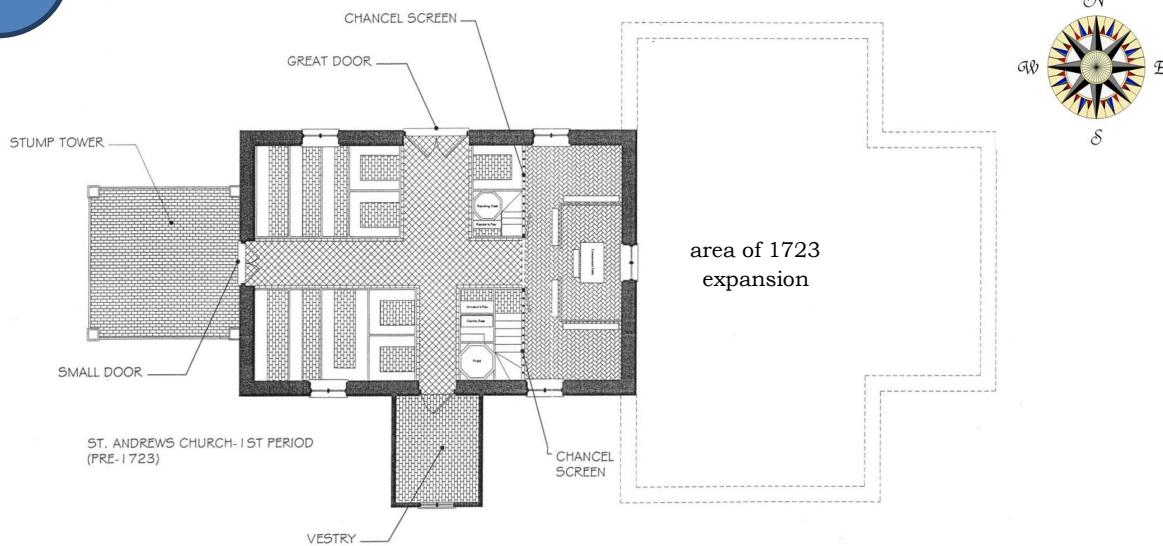 N
W
E
S
CHANCEL SCREEN
GREAT DOOR
STUMP TOWER
area of 1723
expansion
SMALL DOOR
ST. ANDREWS CHURCH-1ST PERIOD
(PRE-1723)
CHANCEL
SCREEN
VESTRY